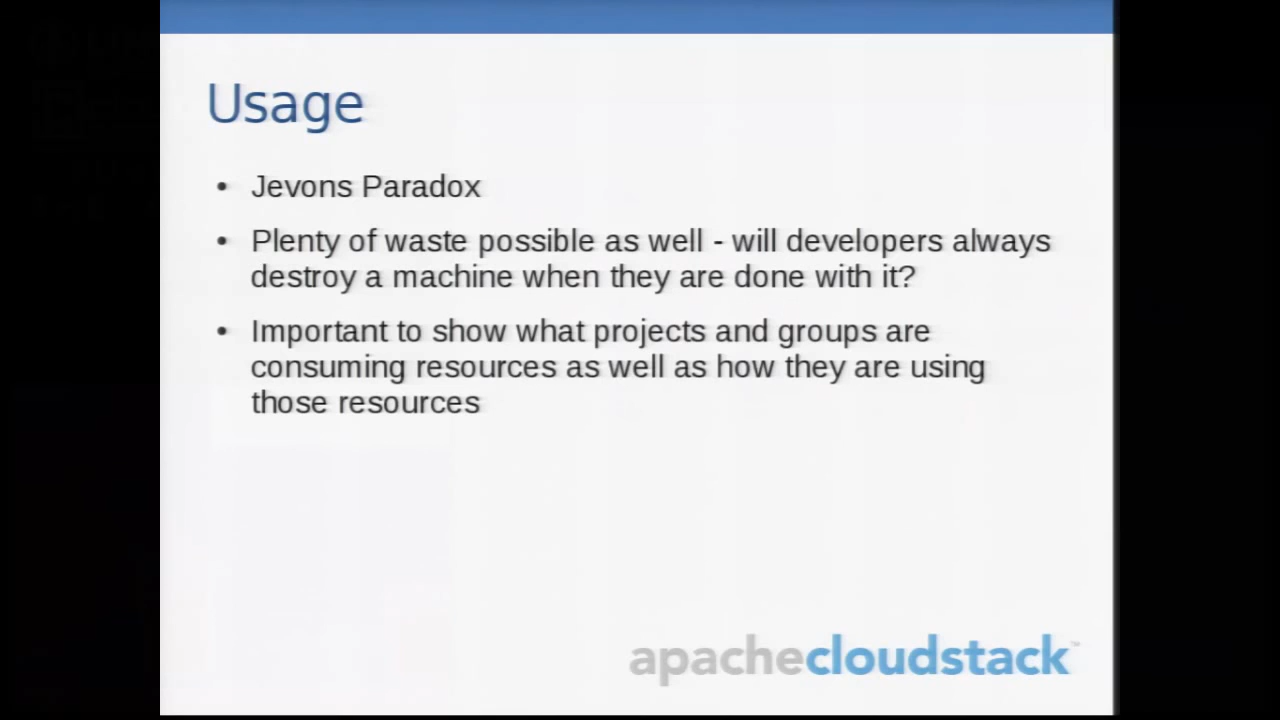 Usage
• Jevons Paradox
• Plenty of waste possible as well - will developers always
destroy a machine when they are done with it?
• Important to show what projects and groups are
consuming resources as well as how they are using
those resources
apachecloudstack™